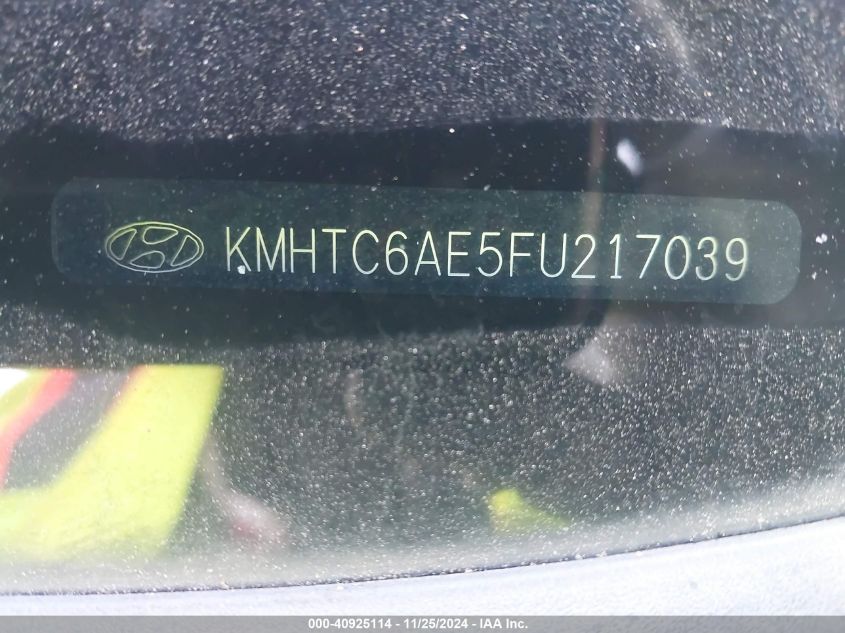 KMHTC6AE5FU217039
000-40925114 - 11/25/2024 - IAA Inc.